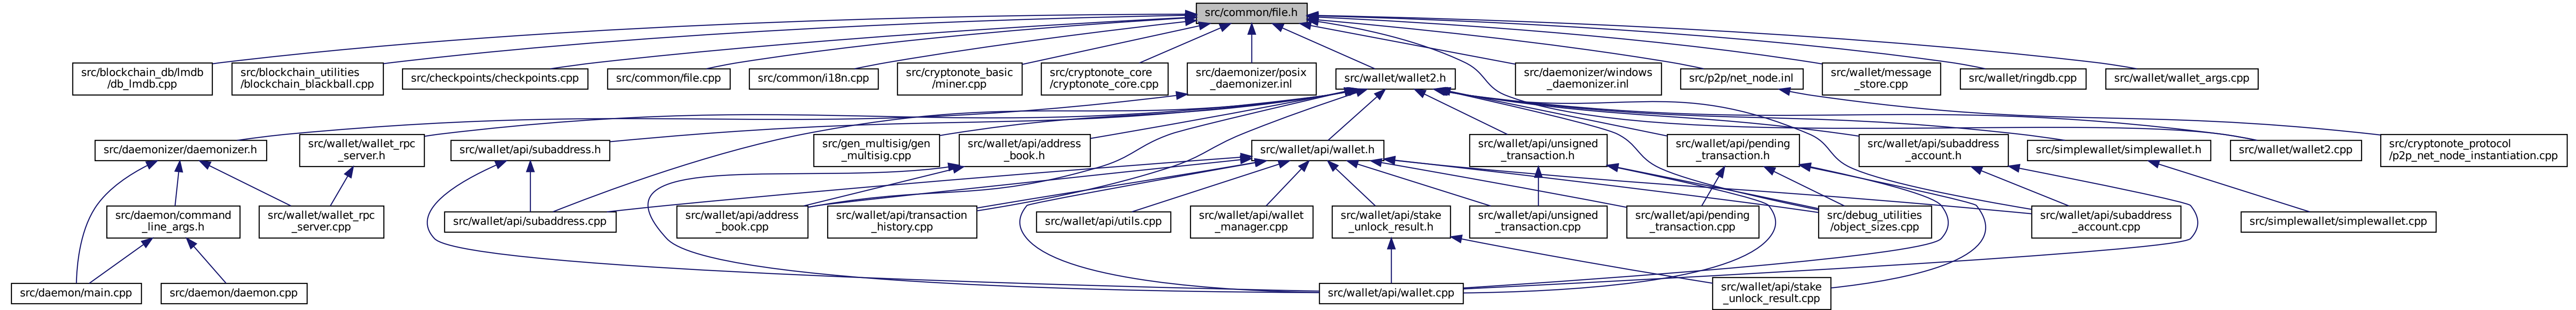 src/common/file.h
src/blockchain_db/lmdb
/db_lmdb.cpp
src/blockchain_utilities
/blockchain_blackball.cpp
src/checkpoints/checkpoints.cpp
src/common/file.cpp
src/common/i18n.cpp
src/cryptonote_basic
/miner.cpp
src/cryptonote_core
/cryptonote_core.cpp
src/daemonizer/posix
_daemonizer.inl
src/wallet/wallet2.h
src/daemonizer/windows
_daemonizer.inl
src/p2p/net_node.inl
src/wallet/message
_store.cpp
src/wallet/ringdb.cpp
src/wallet/wallet_args.cpp
src/daemonizer/daemonizer.h
src/wallet/wallet_rpc
_server.h
src/wallet/api/subaddress.h
src/gen_multisig/gen
_multisig.cpp
src/wallet/api/address
_book.h
src/wallet/api/wallet.h
src/wallet/api/unsigned
_transaction.h
src/wallet/api/pending
_transaction.h
src/wallet/api/subaddress
_account.h
src/simplewallet/simplewallet.h
src/wallet/wallet2.cpp
src/cryptonote_protocol
/p2p_net_node_instantiation.cpp
src/daemon/command
_line_args.h
src/wallet/wallet_rpc
_server.cpp
src/wallet/api/subaddress.cpp
src/wallet/api/address
_book.cpp
src/wallet/api/transaction
_history.cpp
src/wallet/api/utils.cpp
src/wallet/api/wallet
_manager.cpp
src/wallet/api/stake
_unlock_result.h
src/wallet/api/unsigned
_transaction.cpp
src/wallet/api/pending
_transaction.cpp
src/debug_utilities
/object_sizes.cpp
src/wallet/api/subaddress
_account.cpp
src/simplewallet/simplewallet.cpp
src/daemon/main.cpp
src/daemon/daemon.cpp
src/wallet/api/wallet.cpp
src/wallet/api/stake
_unlock_result.cpp